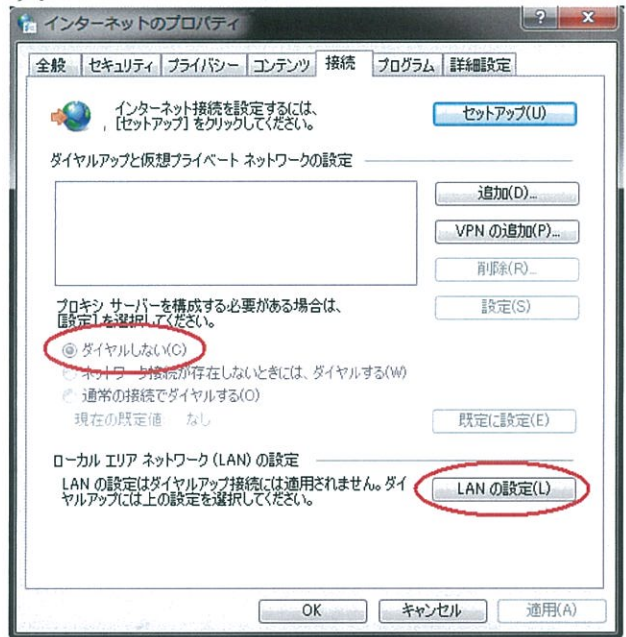 インターネットのプロパティ
全般 セキュリティ プライバシー コンテンツ 接続 プログラム 詳細設定
インターネット接続を設定するには、
[セットアップ] をクリックしてください。
セットアップ(U)
ダイヤルアップと仮想プライベート ネットワークの設定
追加(D)...
VPN の追加(P)...
削除(R)...
プロキシ サーバーを構成する必要がある場合は、
[設定] を選択してください。
設定(S)
ダイヤルしない(C)
ネットワーク接続が存在しないときには、ダイヤルする(W)
通常の接続でダイヤルする(O)
現在の既定値 なし
既定に設定(E)
ローカル エリア ネットワーク (LAN) の設定
LAN の設定はダイヤルアップ接続には適用されません。ダイ
ヤルアップには上の設定を選択してください。
LAN の設定(L)
OK キャンセル 適用(A)